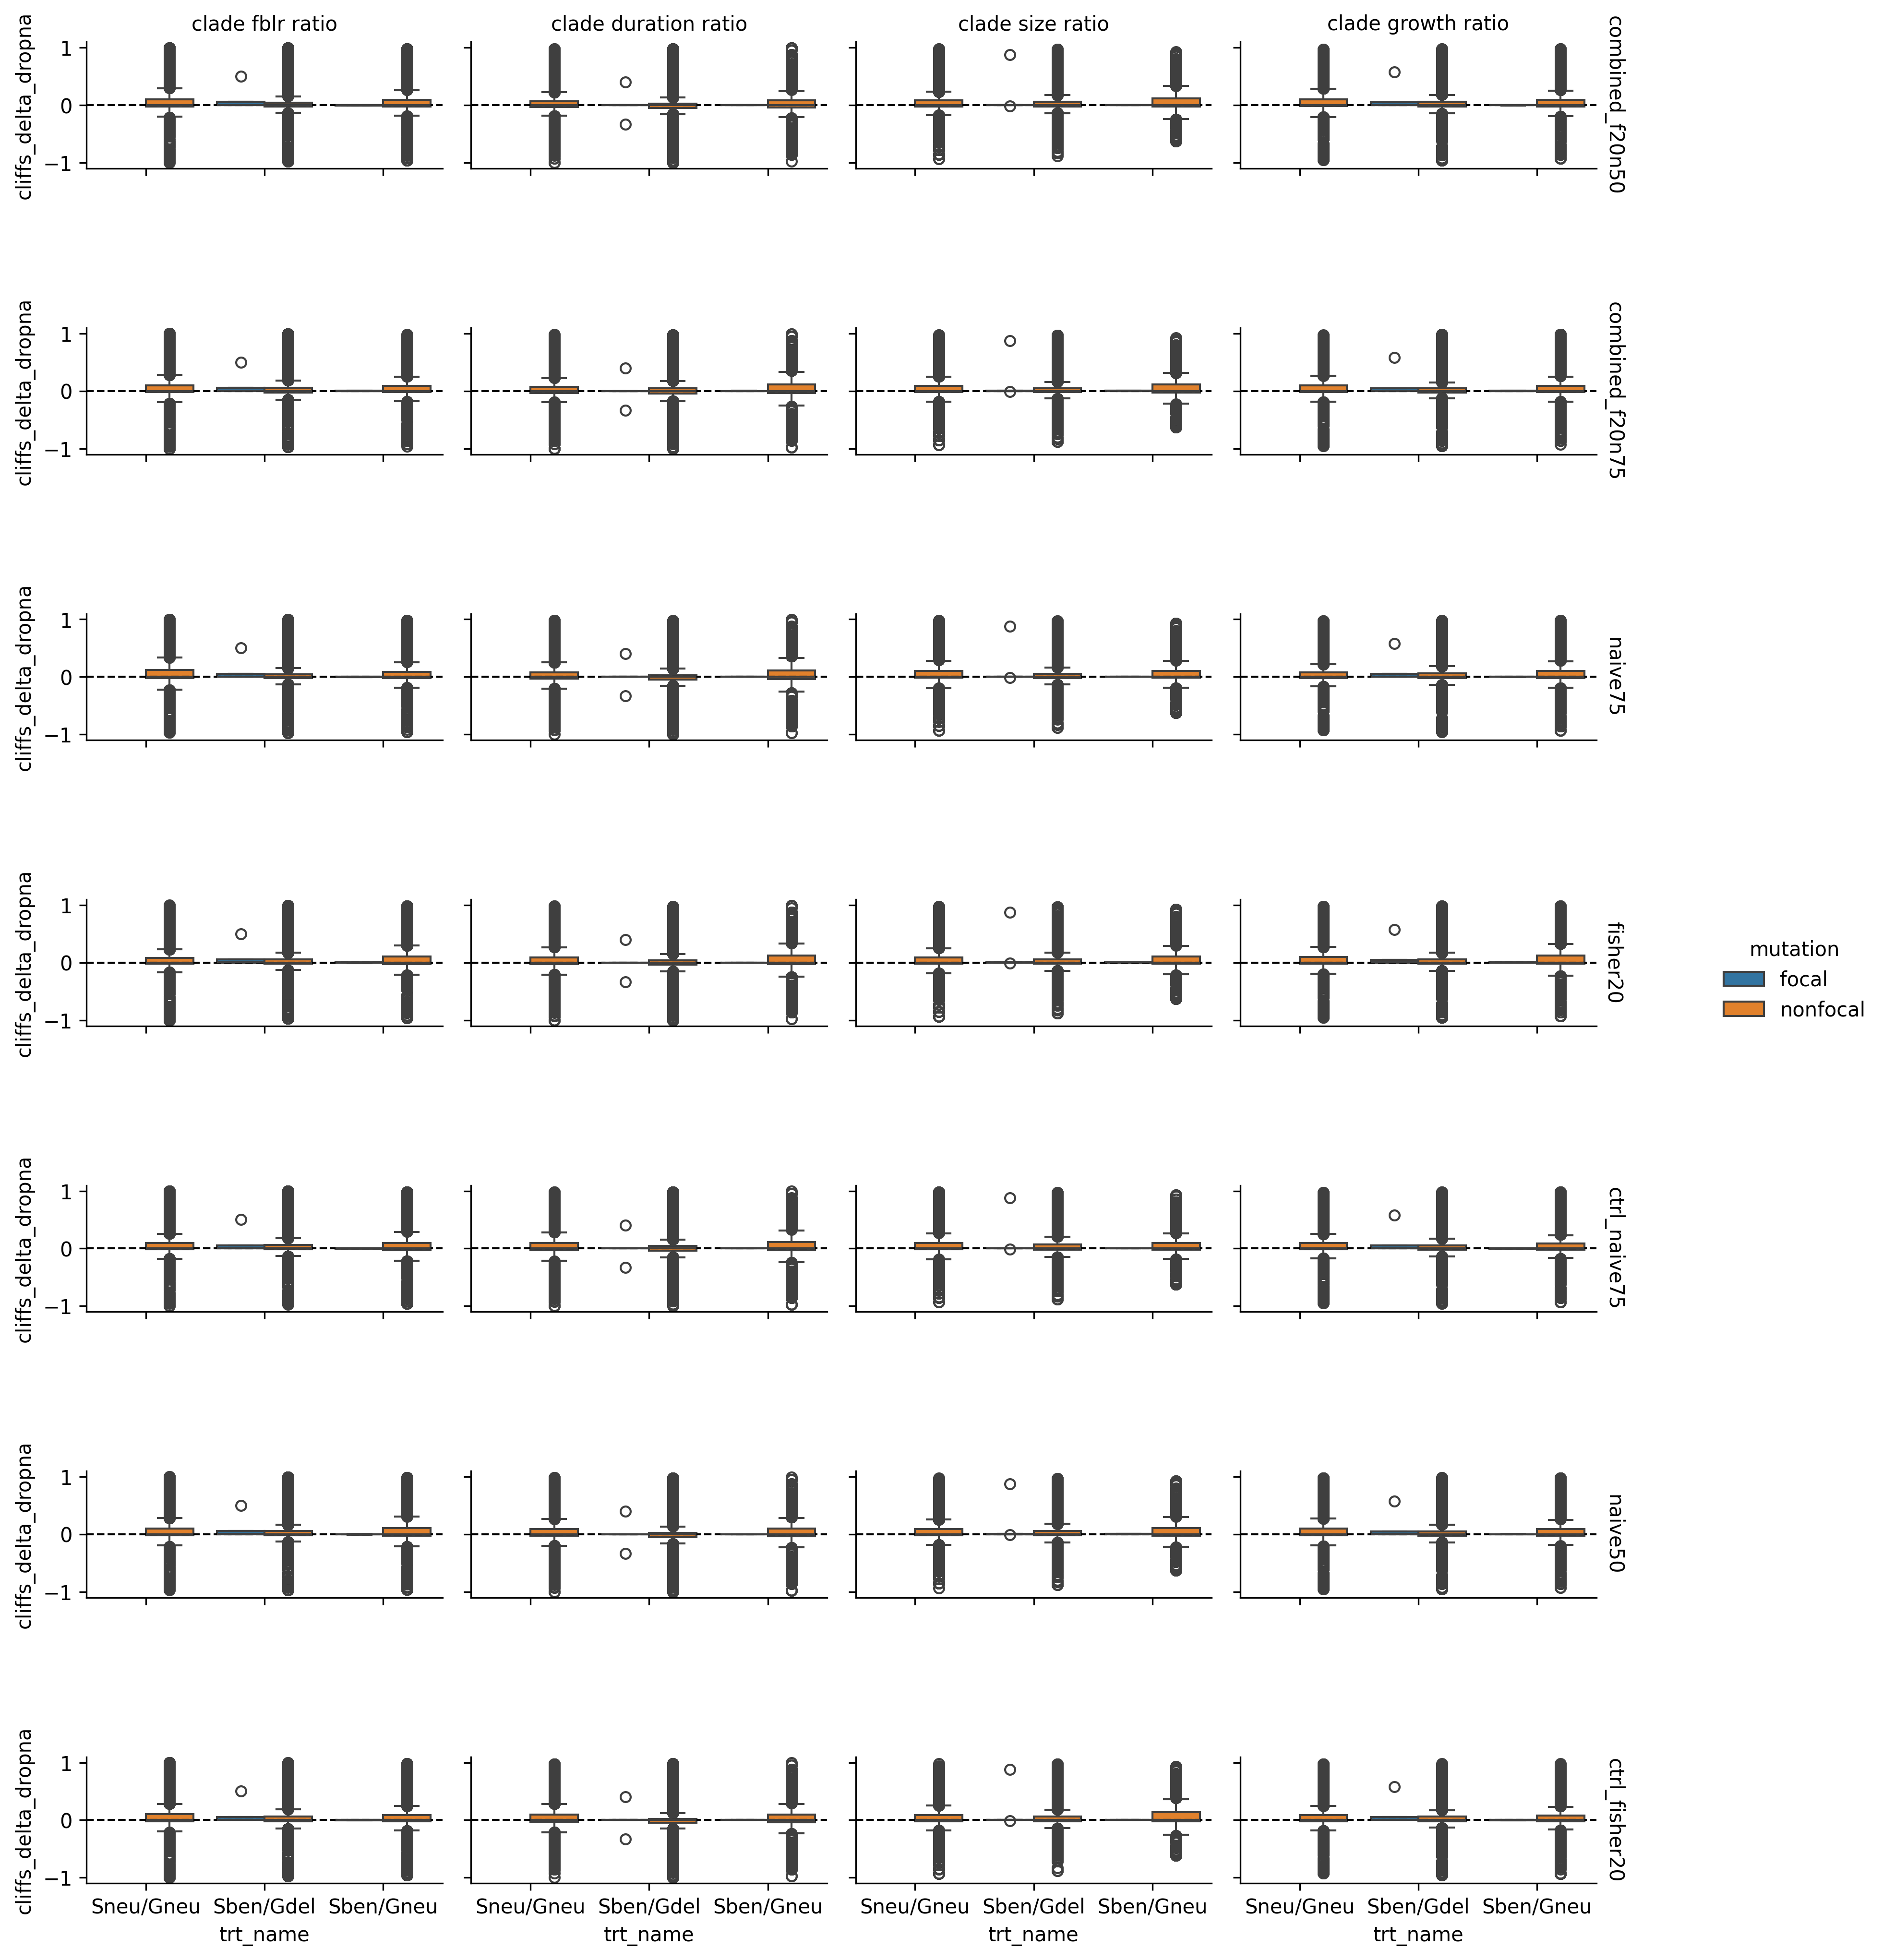 clade fblr ratio
clade duration ratio
clade size ratio
clade growth ratio
cliffs_delta_dropna
1
0
−1
combined_f20n50
cliffs_delta_dropna
1
0
−1
combined_f20n75
cliffs_delta_dropna
1
0
−1
naive75
cliffs_delta_dropna
1
0
−1
fisher20
mutation
focal
nonfocal
cliffs_delta_dropna
1
0
−1
ctrl_naive75
cliffs_delta_dropna
1
0
−1
naive50
cliffs_delta_dropna
1
0
−1
ctrl_fisher20
Sneu/Gneu Sben/Gdel Sben/Gneu
trt_name
Sneu/Gneu Sben/Gdel Sben/Gneu
trt_name
Sneu/Gneu Sben/Gdel Sben/Gneu
trt_name
Sneu/Gneu Sben/Gdel Sben/Gneu
trt_name